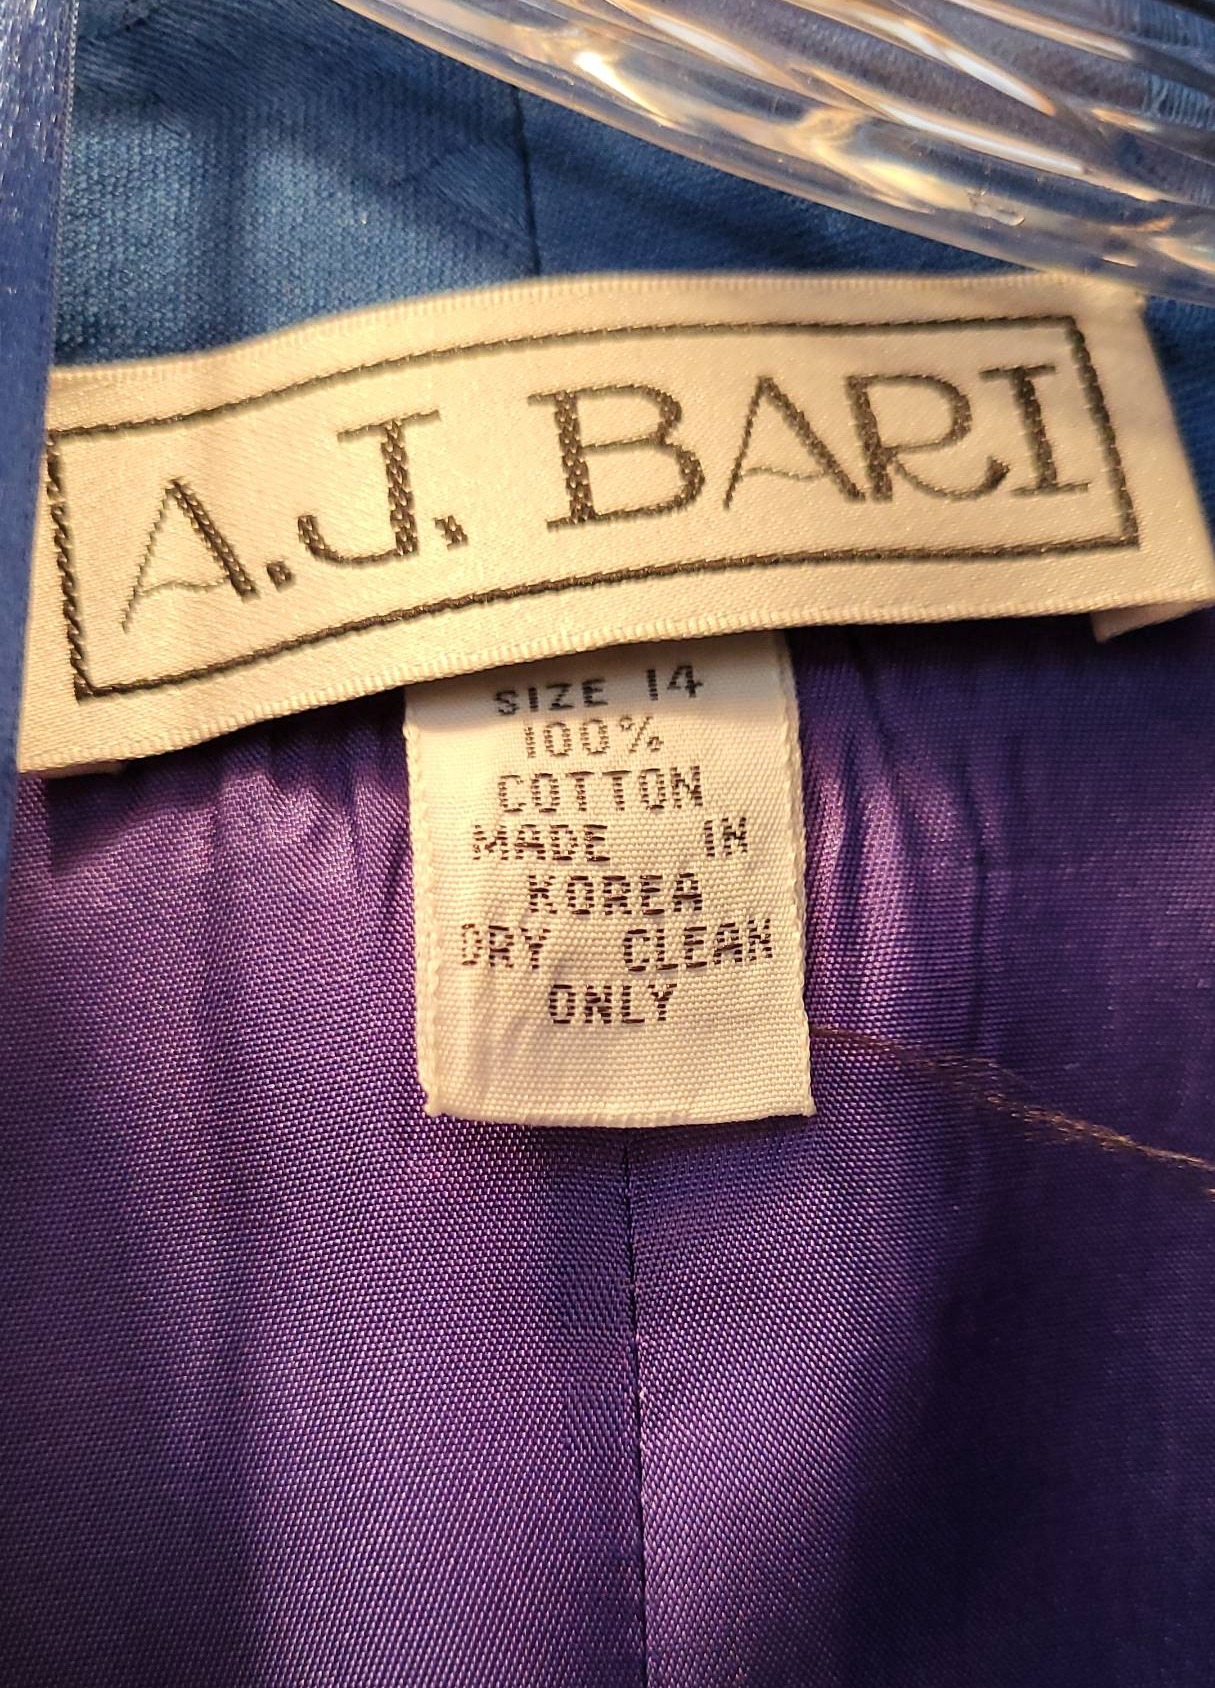 A.J. BARI
SIZE 14
100%
COTTON
MADE IN
KOREA
DRY CLEAN
ONLY